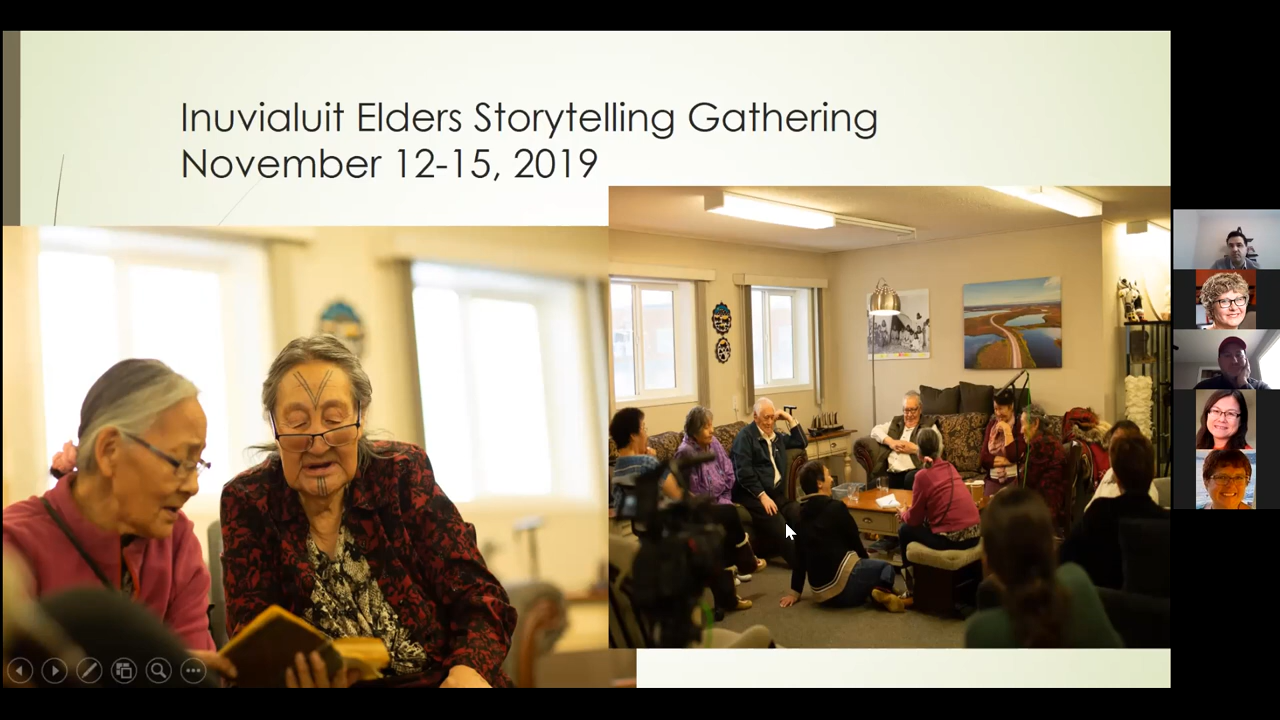 Inuvialuit Elders Storytelling Gathering
November 12-15, 2019